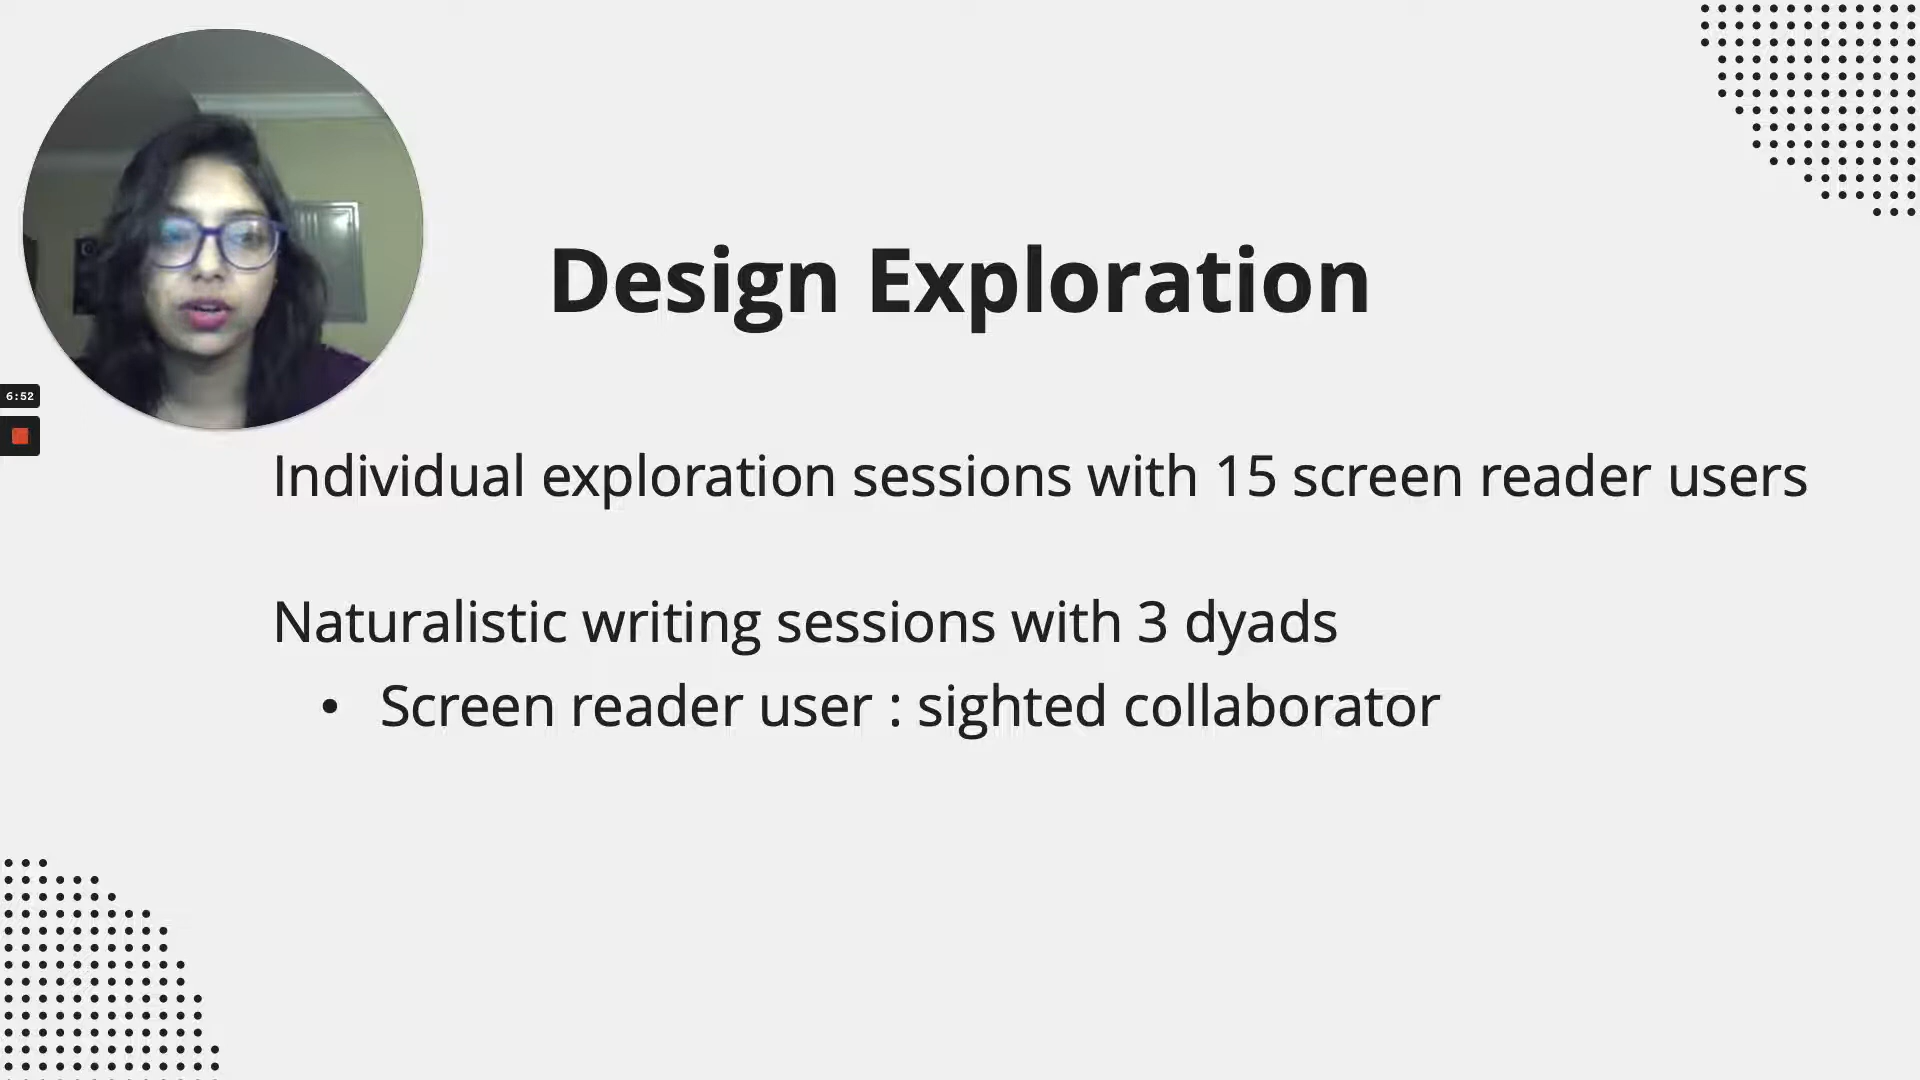 Design Exploration
6:52
Individual exploration sessions with 15 screen reader users
Naturalistic writing sessions with 3 dyads
• Screen reader user : sighted collaborator